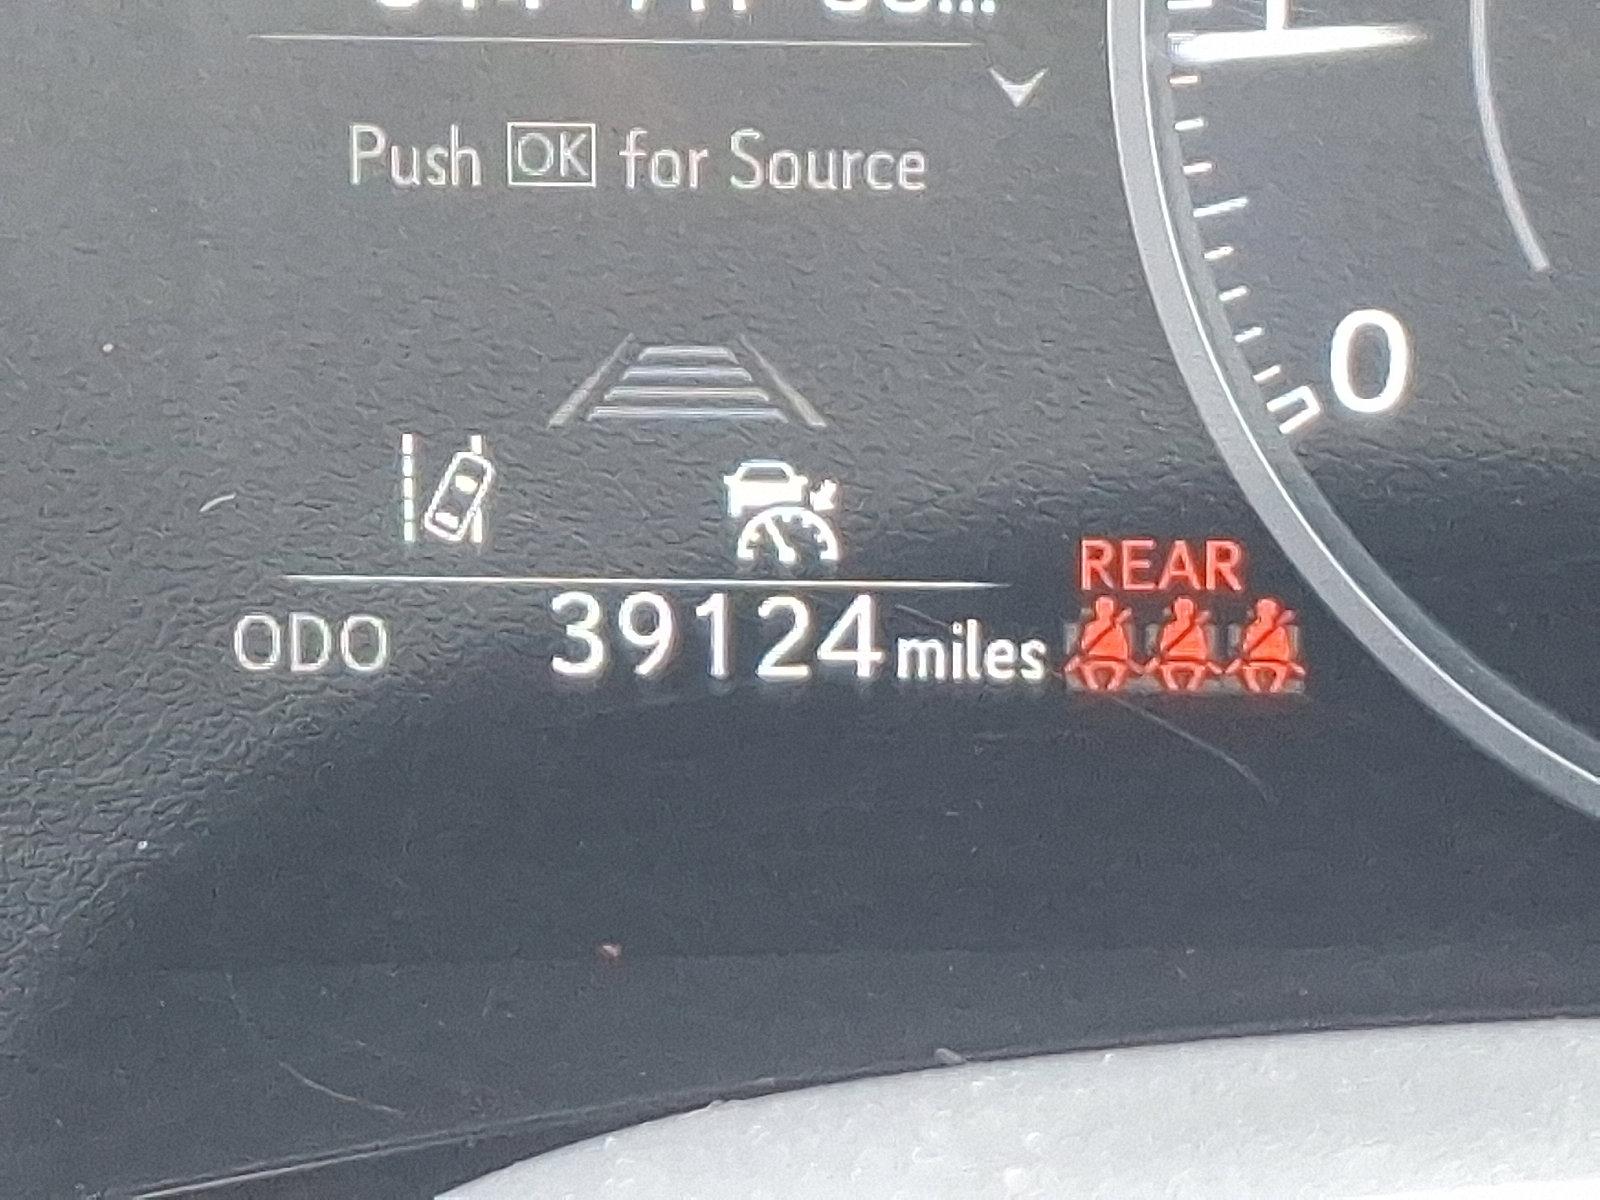 Push OK for Source
0
REAR
ODO 39124 miles